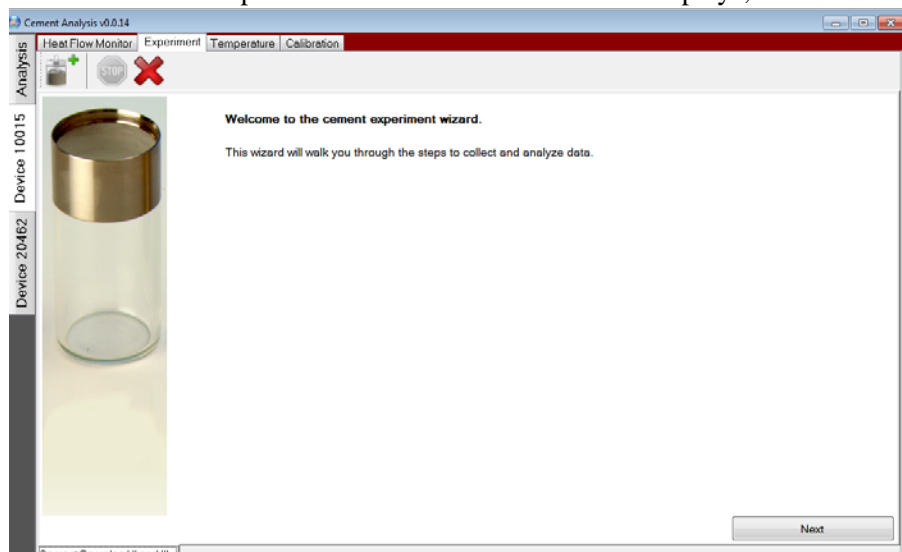 Cement Analysis v0.0.14
Heat Flow Monitor Experiment Temperature Calibration
STOP
Analysis
Device 10015
Device 20462
Welcome to the cement experiment wizard.
This wizard will walk you through the steps to collect and analyze data.
Next